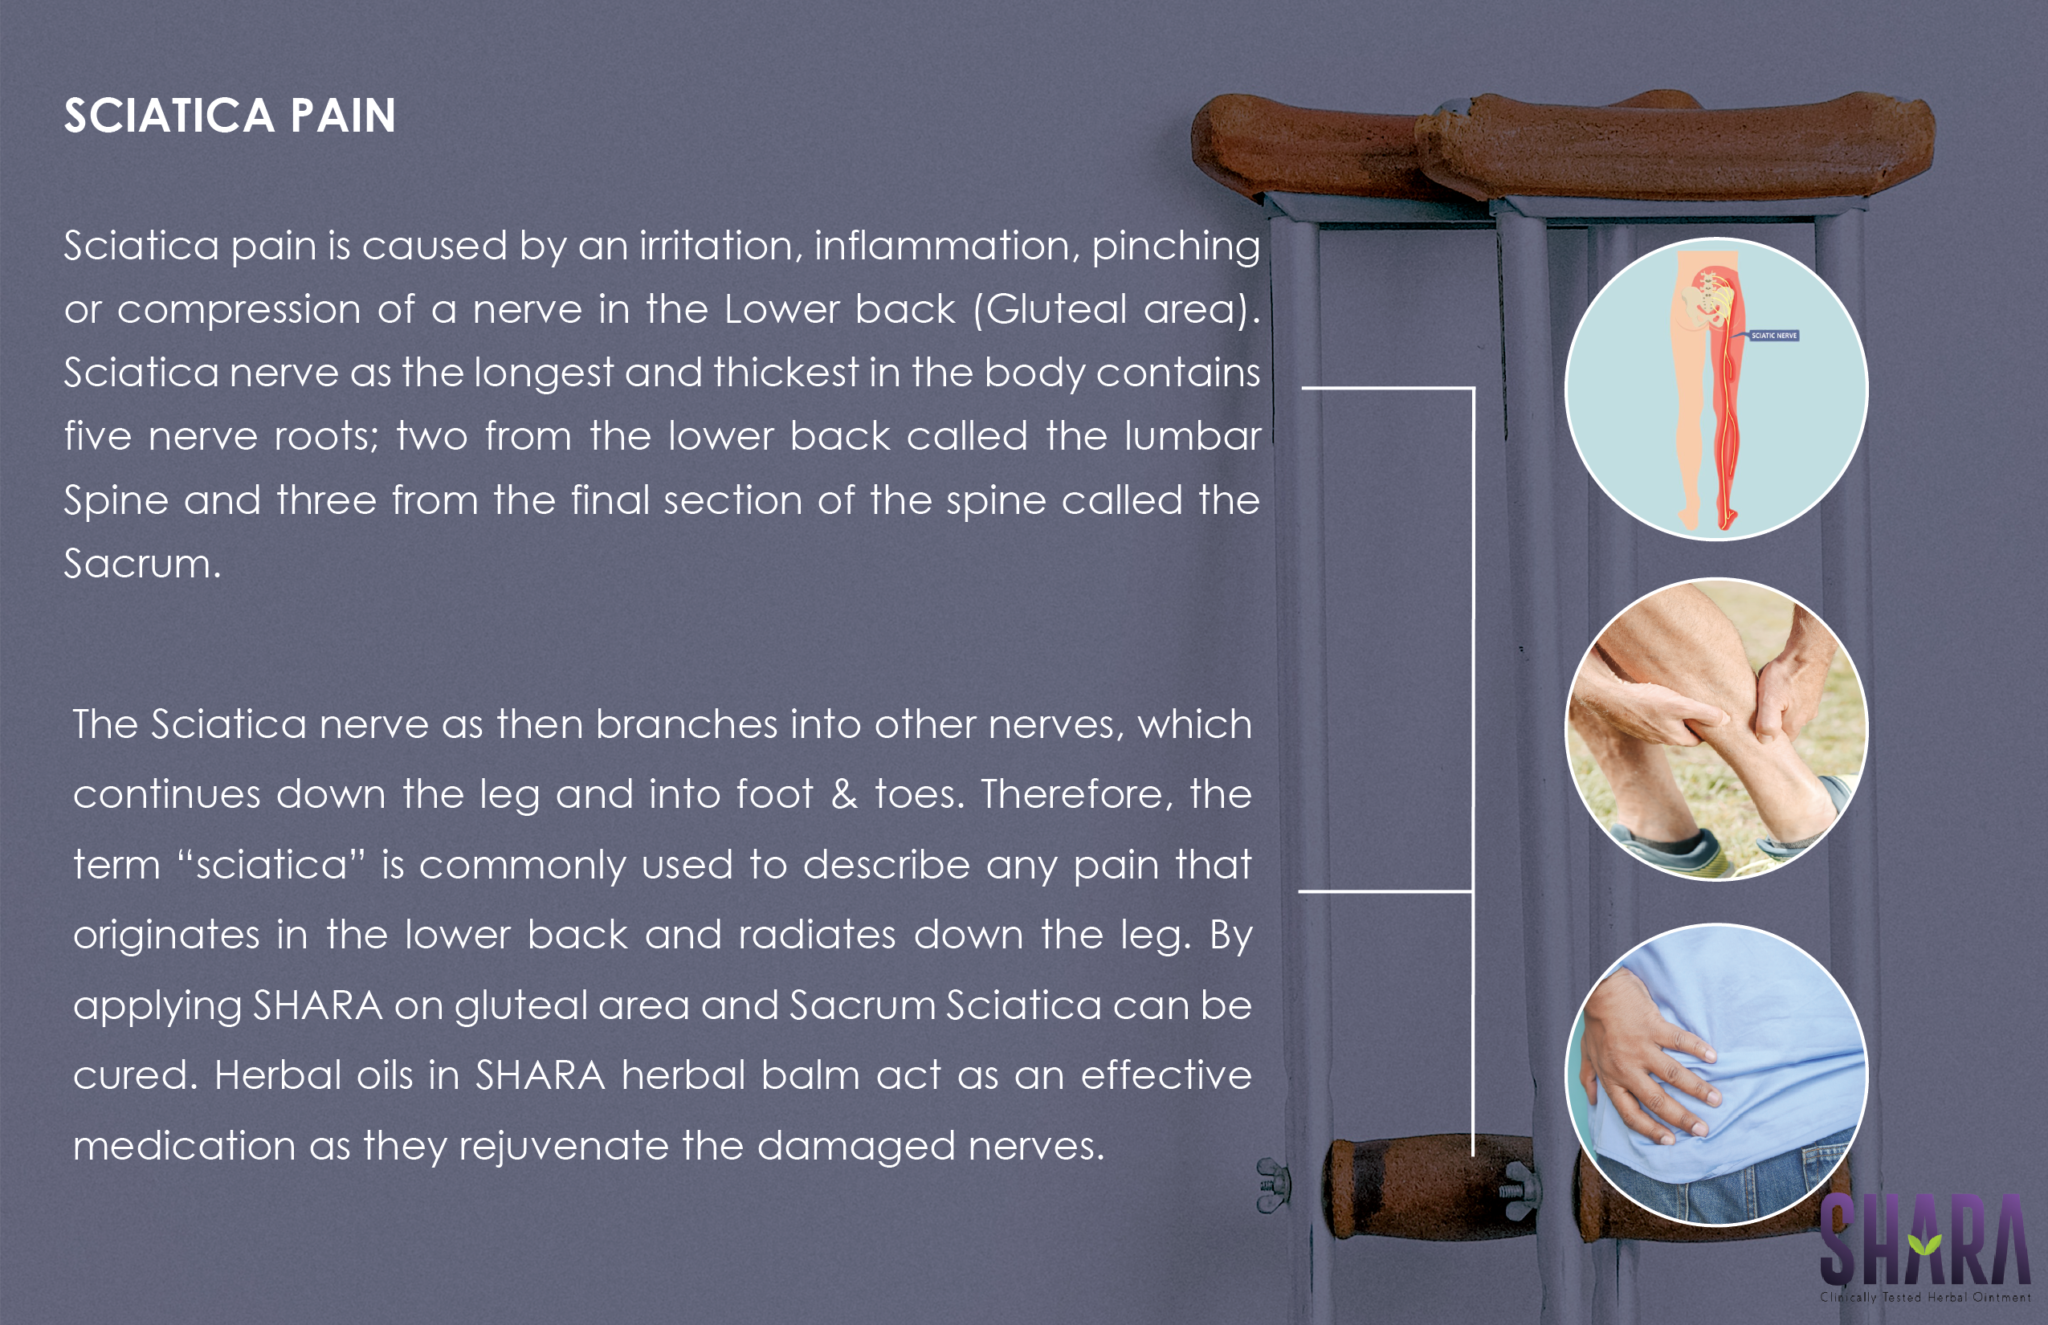 SCIATICA PAIN
Sciatica pain is caused by an irritation, inflammation, pinching
or compression of a nerve in the Lower back (Gluteal area).
Sciatica nerve as the longest and thickest in the body contains
five nerve roots; two from the lower back called the lumbar
Spine and three from the final section of the spine called the
Sacrum.
SCIATIC NERVE
The Sciatica nerve as then branches into other nerves, which
continues down the leg and into foot & toes. Therefore, the
term “sciatica” is commonly used to describe any pain that
originates in the lower back and radiates down the leg. By
applying SHARA on gluteal area and Sacrum Sciatica can be
cured. Herbal oils in SHARA herbal balm act as an effective
medication as they rejuvenate the damaged nerves.
SHARA
Clinically Tested Herbal Ointment